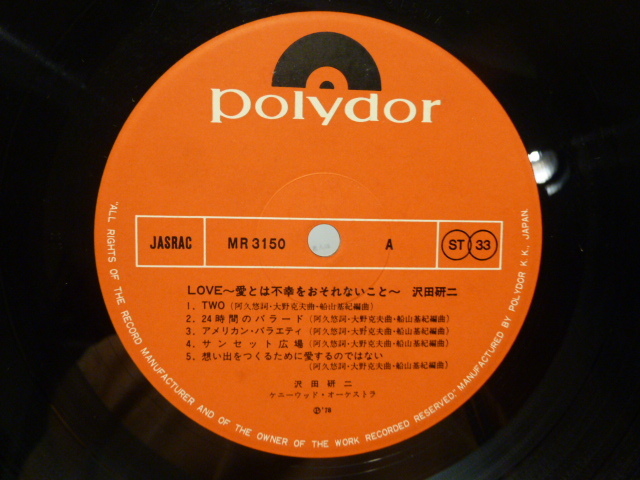 polydor
JASRAC MR 3150 A ST 33
LOVE〜愛とは不幸をおそれないこと〜 沢田研二
1. TWO (阿久悠詞・大野克夫曲・船山基紀編曲)
2. 24時間のバラード (阿久悠詞・大野克夫曲・船山基紀編曲)
3. アメリカン・バラエティ (阿久悠詞・大野克夫曲・船山基紀編曲)
4. サンセット広場 (阿久悠詞・大野克夫曲・船山基紀編曲)
5.想い出をつくるために愛するのではない
(阿久悠詞・大野克夫曲・船山基紀編曲)
沢田研二
ケニーウッド・オーケストラ
Ⓟ'78
"ALL RIGHTS OF THE RECORD MANUFACTURER AND OF THE OWNER OF THE WORK RECORDED RESERVED." MANUFACTURED BY POLYDOR K.K., JAPAN.